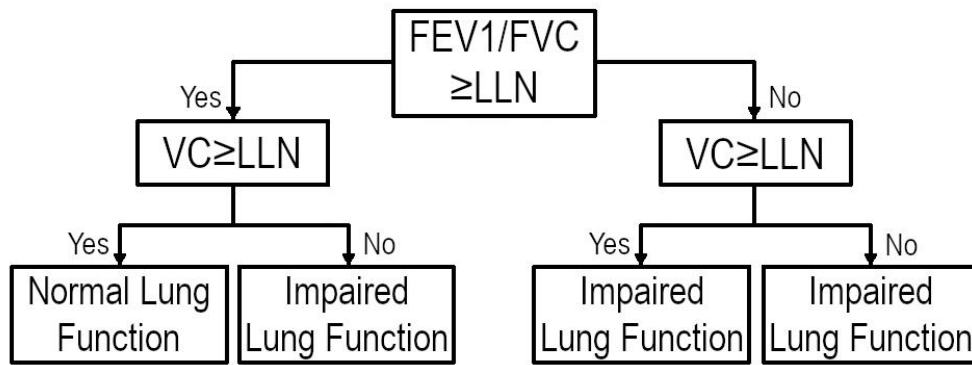 FEV1/FVC
≥LLN
Yes
No
VC≥LLN
VC≥LLN
Yes
No
Yes
No
Normal Lung
Function
Impaired
Lung Function
Impaired
Lung Function
Impaired
Lung Function